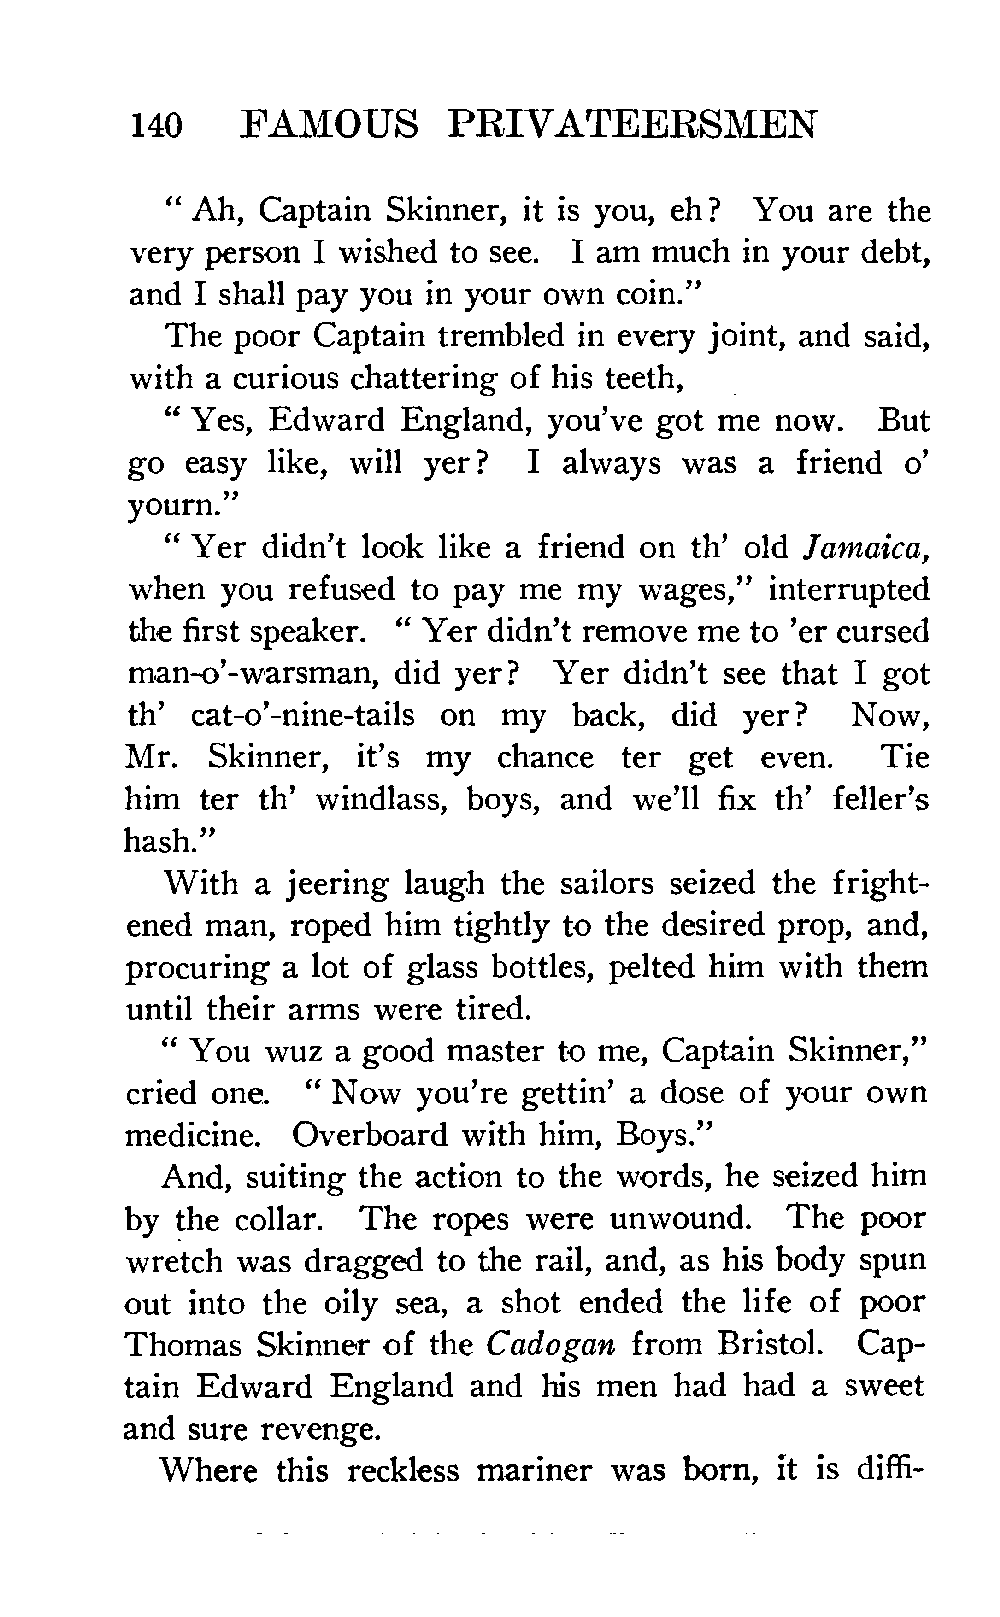 140 FAMOUS PRIVATEERSMEN
" Ah, Captain Skinner, it is you, eh? You are the
very person I wished to see. I am much in your debt,
and I shall pay you in your own coin."
The poor Captain trembled in every joint, and said,
with a curious chattering of his teeth,
" Yes, Edward England, you've got me now. But
go easy like, will yer? I always was a friend o'
yourn."
" Yer didn't look like a friend on th' old Jamaica,
when you refused to pay me my wages," interrupted
the first speaker. " Yer didn't remove me to 'er cursed
man-o'-warsman, did yer? Yer didn't see that I got
th' cat-o'-nine-tails on my back, did yer? Now,
Mr. Skinner, it's my chance ter get even. Tie
him ter th' windlass, boys, and we'll fix th' feller's
hash."
With a jeering laugh the sailors seized the fright-
ened man, roped him tightly to the desired prop, and,
procuring a lot of glass bottles, pelted him with them
until their arms were tired.
" You wuz a good master to me, Captain Skinner,"
cried one. " Now you're gettin' a dose of your own
medicine. Overboard with him, Boys."
And, suiting the action to the words, he seized him
by the collar. The ropes were unwound. The poor
wretch was dragged to the rail, and, as his body spun
out into the oily sea, a shot ended the life of poor
Thomas Skinner of the Cadogan from Bristol. Cap-
tain Edward England and his men had had a sweet
and sure revenge.
Where this reckless mariner was born, it is diffi-